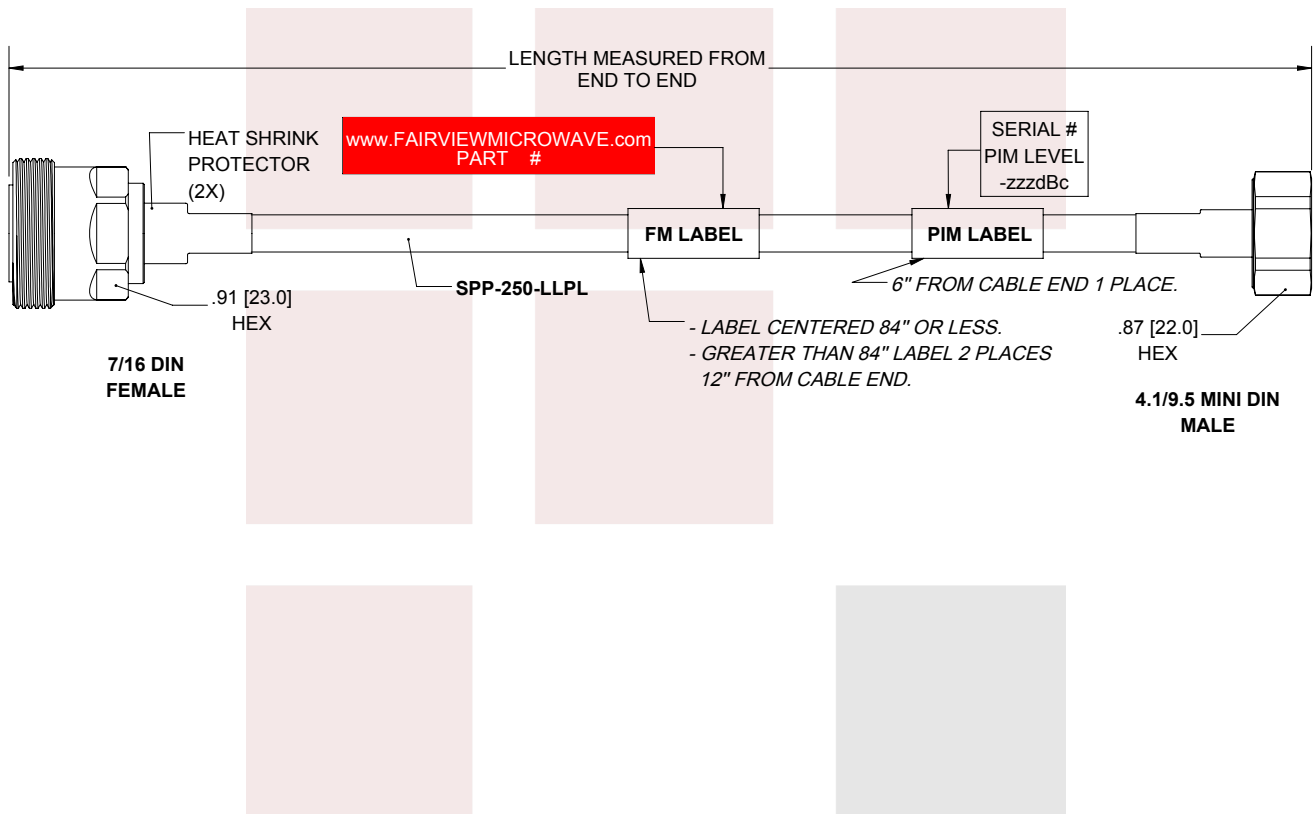 LENGTH MEASURED FROM
END TO END
HEAT SHRINK
PROTECTOR
(2X)
www.FAIRVIEWMICROWAVE.com
PART #
SERIAL #
PIM LEVEL
-zzzdBc
FM LABEL
PIM LABEL
.91 [23.0]
HEX
SPP-250-LLPL
6" FROM CABLE END 1 PLACE.
- LABEL CENTERED 84" OR LESS.
- GREATER THAN 84" LABEL 2 PLACES
12" FROM CABLE END.
.87 [22.0]
HEX
7/16 DIN
FEMALE
4.1/9.5 MINI DIN
MALE